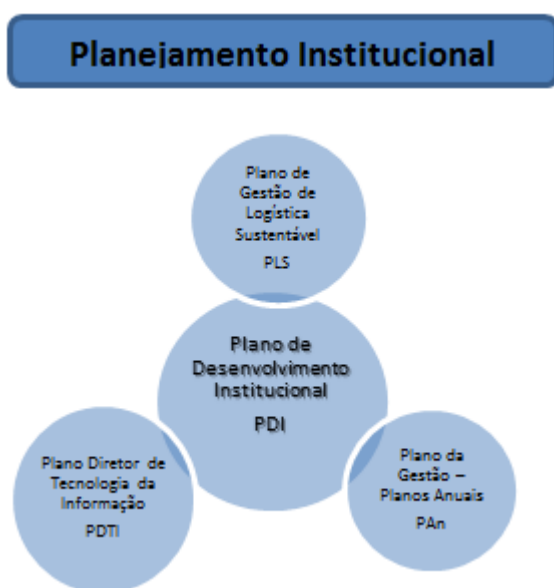 Planejamento Institucional
Plano de
Gestão de
Logística
Sustentável
PLS
Plano de
Desenvolvimento
Institucional
PDI
Plano Diretor de
Tecnologia da
Informação
PDTI
Plano da
Gestão –
Planos Anuais
PAn